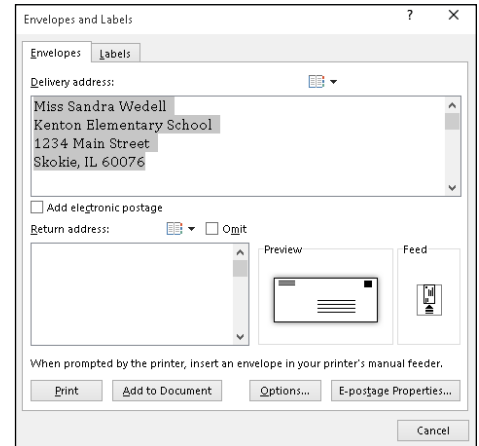 Envelopes and Labels ? ×
Envelopes Labels
Delivery address:
Miss Sandra Wedell
Kenton Elementary School
1234 Main Street
Skokie, IL 60076
Add electronic postage
Return address: Omit
Preview Feed
When prompted by the printer, insert an envelope in your printer's manual feeder.
Print Add to Document Options... E-postage Properties...
Cancel